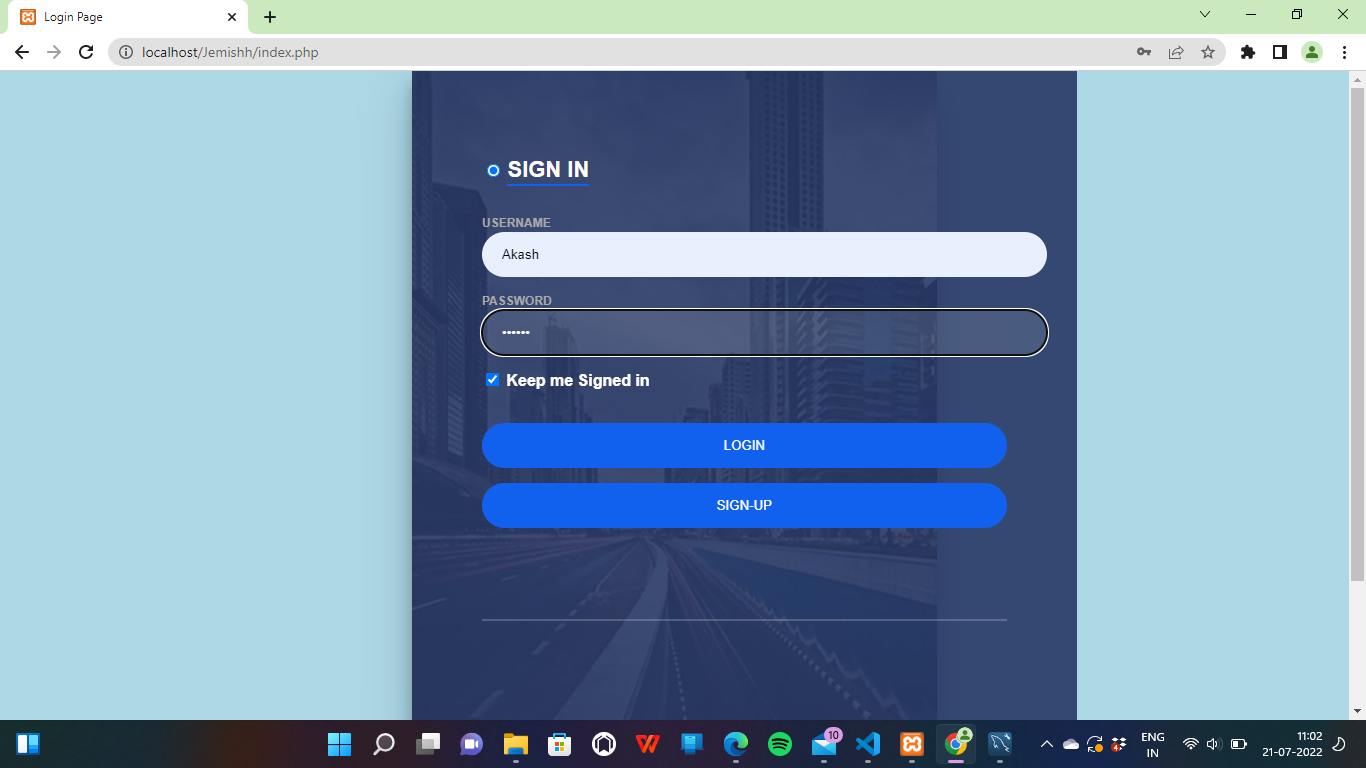 Login Page
localhost/Jemishh/index.php
SIGN IN
USERNAME
Akash
PASSWORD
••••••
Keep me Signed in
LOGIN
SIGN-UP
10
4
ENG
IN
11:02
21-07-2022